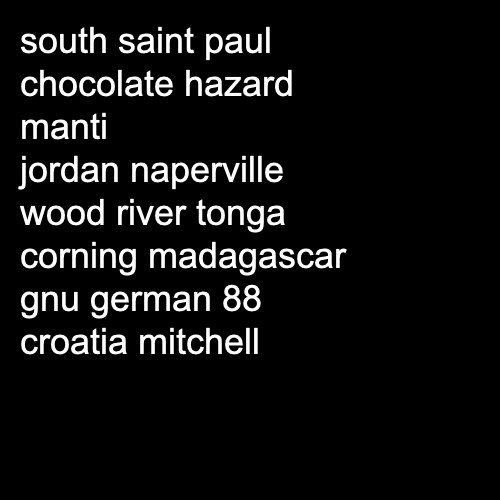 south saint paul
chocolate hazard
manti
jordan naperville
wood river tonga
corning madagascar
gnu german 88
croatia mitchell